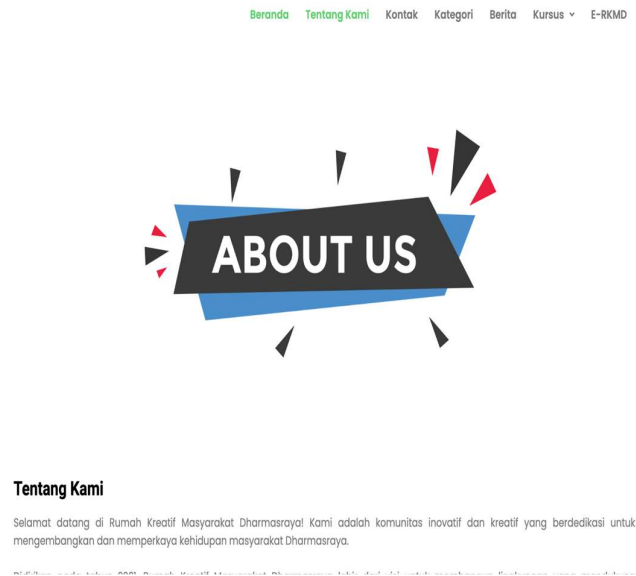 Beranda Tentang Kami Kontak Kategori Berita Kursus E-RKMD
ABOUT US
Tentang Kami
Selamat datang di Rumah Kreatif Masyarakat Dharmasraya! Kami adalah komunitas inovatif dan kreatif yang berdedikasi untuk
mengembangkan dan memperkaya kehidupan masyarakat Dharmasraya.